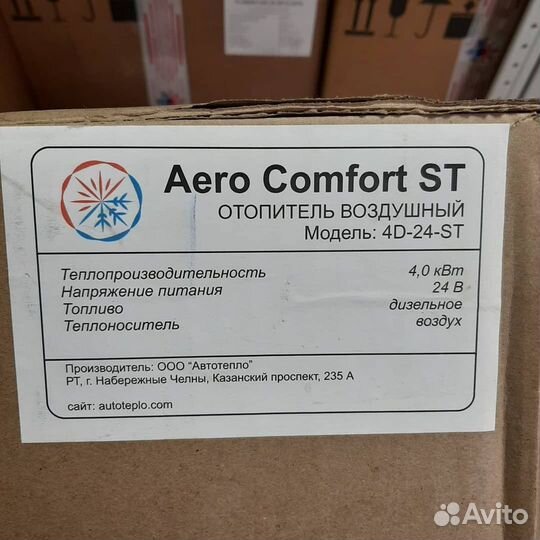 Aero Comfort ST
ОТОПИТЕЛЬ ВОЗДУШНЫЙ
Модель: 4D-24-ST
Теплопроизводительность 4,0 кВт
Напряжение питания 24 В
Топливо дизельное
Теплоноситель воздух
Производитель: ООО "Автотепло"
РТ, г. Набережные Челны, Казанский проспект, 235 А
сайт: autoteplo.com
Avito